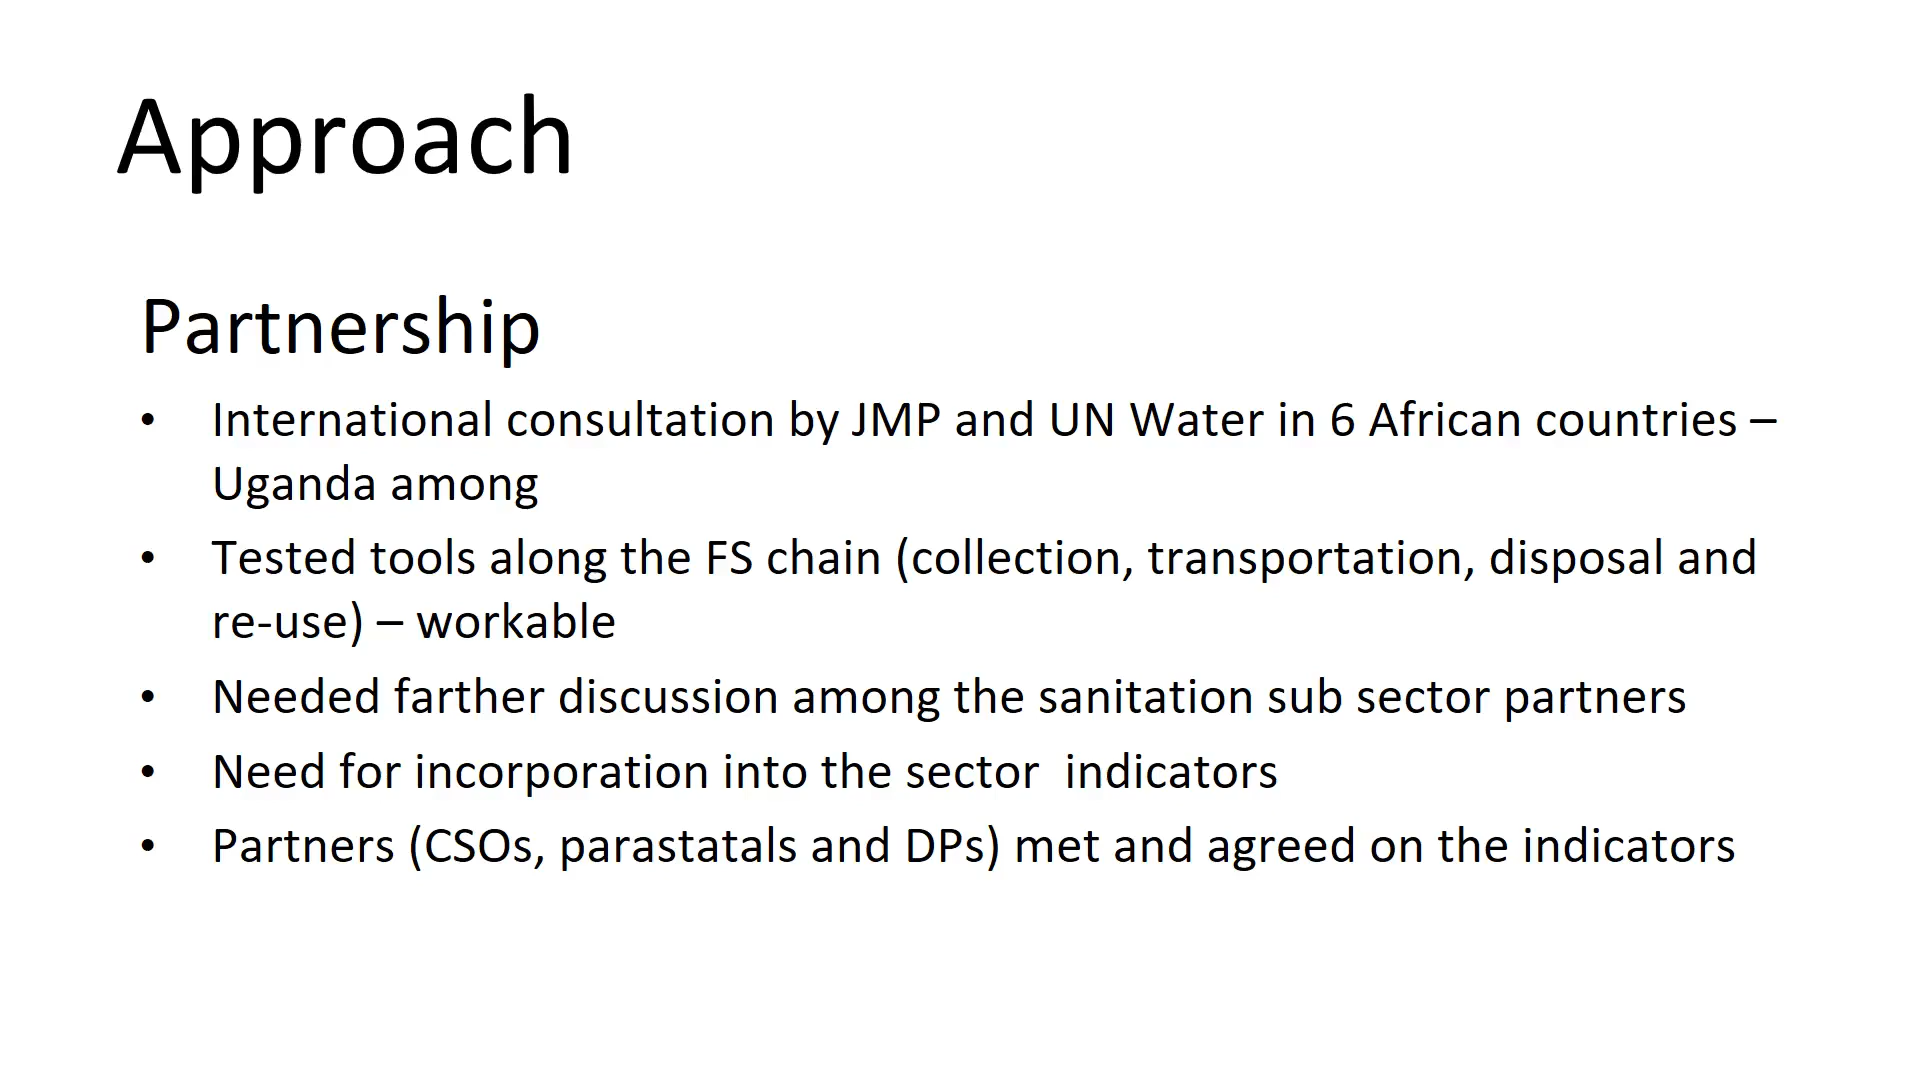 Approach
Partnership
• International consultation by JMP and UN Water in 6 African countries –
Uganda among
• Tested tools along the FS chain (collection, transportation, disposal and
re-use) – workable
• Needed farther discussion among the sanitation sub sector partners
• Need for incorporation into the sector  indicators
• Partners (CSOs, parastatals and DPs) met and agreed on the indicators